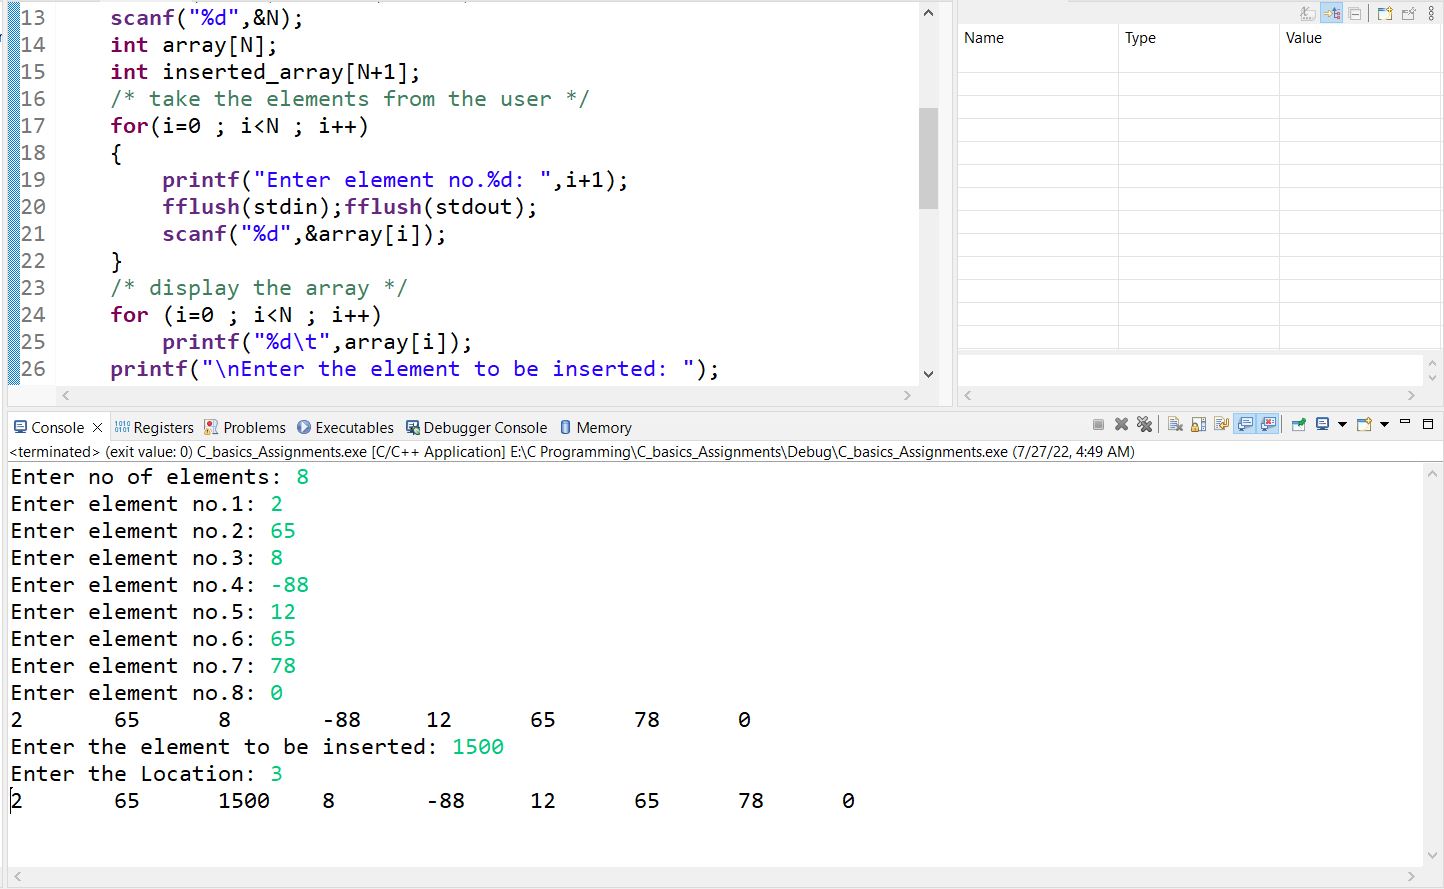 13 scanf("%d",&N);
14 int array[N];
15 int inserted_array[N+1];
16 /* take the elements from the user */
17 for(i=0 ; i<N ; i++)
18 {
19 printf("Enter element no.%d: ",i+1);
20 fflush(stdin);fflush(stdout);
21 scanf("%d",&array[i]);
22 }
23 /* display the array */
24 for (i=0 ; i<N ; i++)
25 printf("%d\t",array[i]);
26 printf("\nEnter the element to be inserted: ");
Name Type Value
Console Registers Problems Executables Debugger Console Memory
<terminated> (exit value: 0) C_basics_Assignments.exe [C/C++ Application] E:\C Programming\C_basics_Assignments\Debug\C_basics_Assignments.exe (7/27/22, 4:49 AM)
Enter no of elements: 8
Enter element no.1: 2
Enter element no.2: 65
Enter element no.3: 8
Enter element no.4: -88
Enter element no.5: 12
Enter element no.6: 65
Enter element no.7: 78
Enter element no.8: 0
2 65 8 -88 12 65 78 0
Enter the element to be inserted: 1500
Enter the Location: 3
2 65 1500 8 -88 12 65 78 0